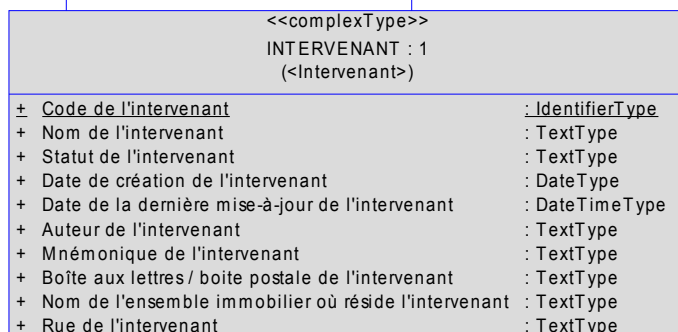 <<complexType>>
INTERVENANT : 1
(<Intervenant>)
+ Code de l'intervenant : IdentifierType
+ Nom de l'intervenant : TextType
+ Statut de l'intervenant : TextType
+ Date de création de l'intervenant : DateType
+ Date de la dernière mise-à-jour de l'intervenant : DateTimeType
+ Auteur de l'intervenant : TextType
+ Mnémonique de l'intervenant : TextType
+ Boîte aux lettres / boite postale de l'intervenant : TextType
+ Nom de l'ensemble immobilier où réside l'intervenant : TextType
+ Rue de l'intervenant : TextType